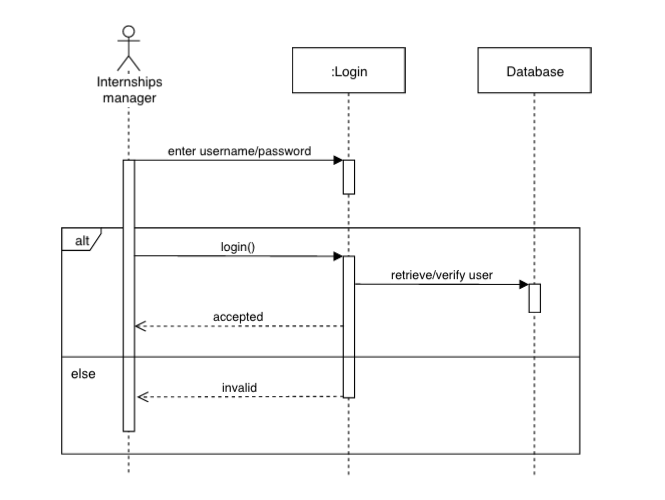 Internships
manager
:Login
Database
enter username/password
alt
login()
retrieve/verify user
accepted
else
invalid